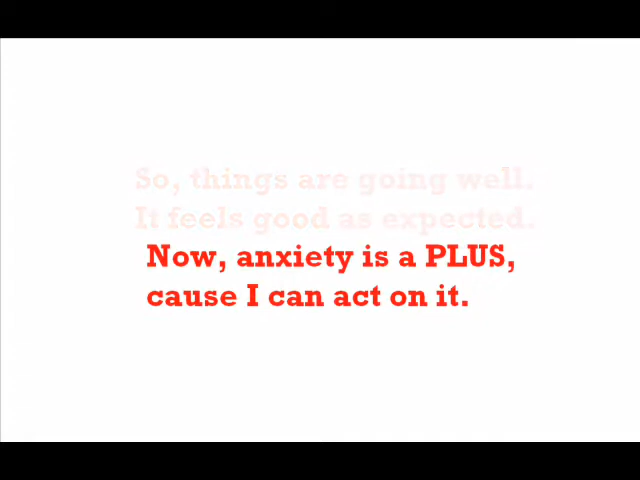 So, things are going well.
It feels good as expected.
Now, anxiety is a PLUS,
cause I can act on it.